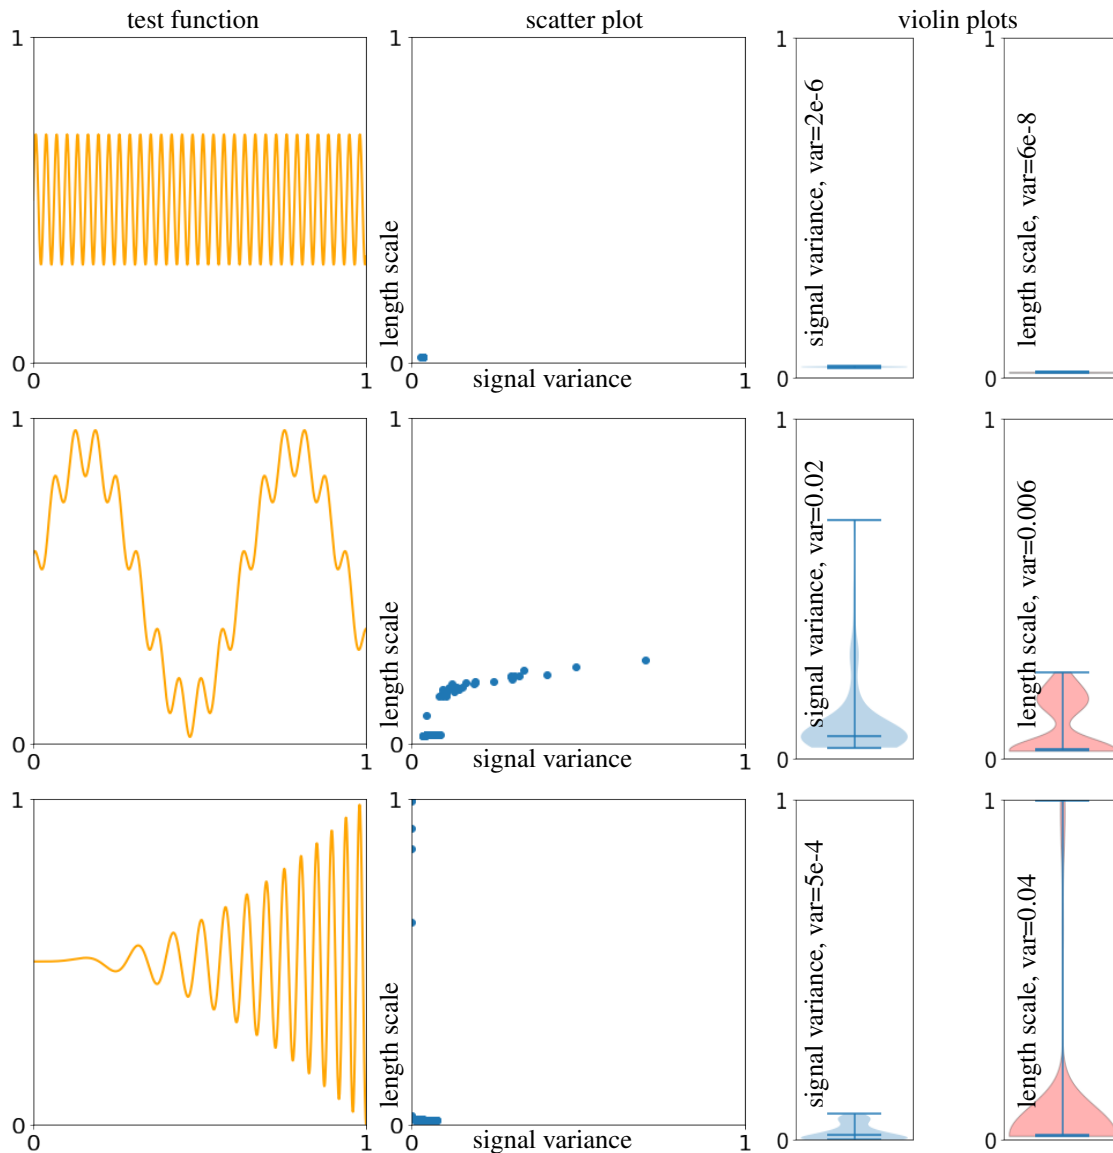 test function
scatter plot
violin plots
1
0
0
1
1
length scale
0
0
signal variance
1
1
signal variance, var=2e-6
0
1
length scale, var=6e-8
0
1
0
0
1
1
length scale
0
0
signal variance
1
1
signal variance, var=0.02
0
1
length scale, var=0.006
0
1
0
0
1
1
length scale
0
0
signal variance
1
1
signal variance, var=5e-4
0
1
length scale, var=0.04
0